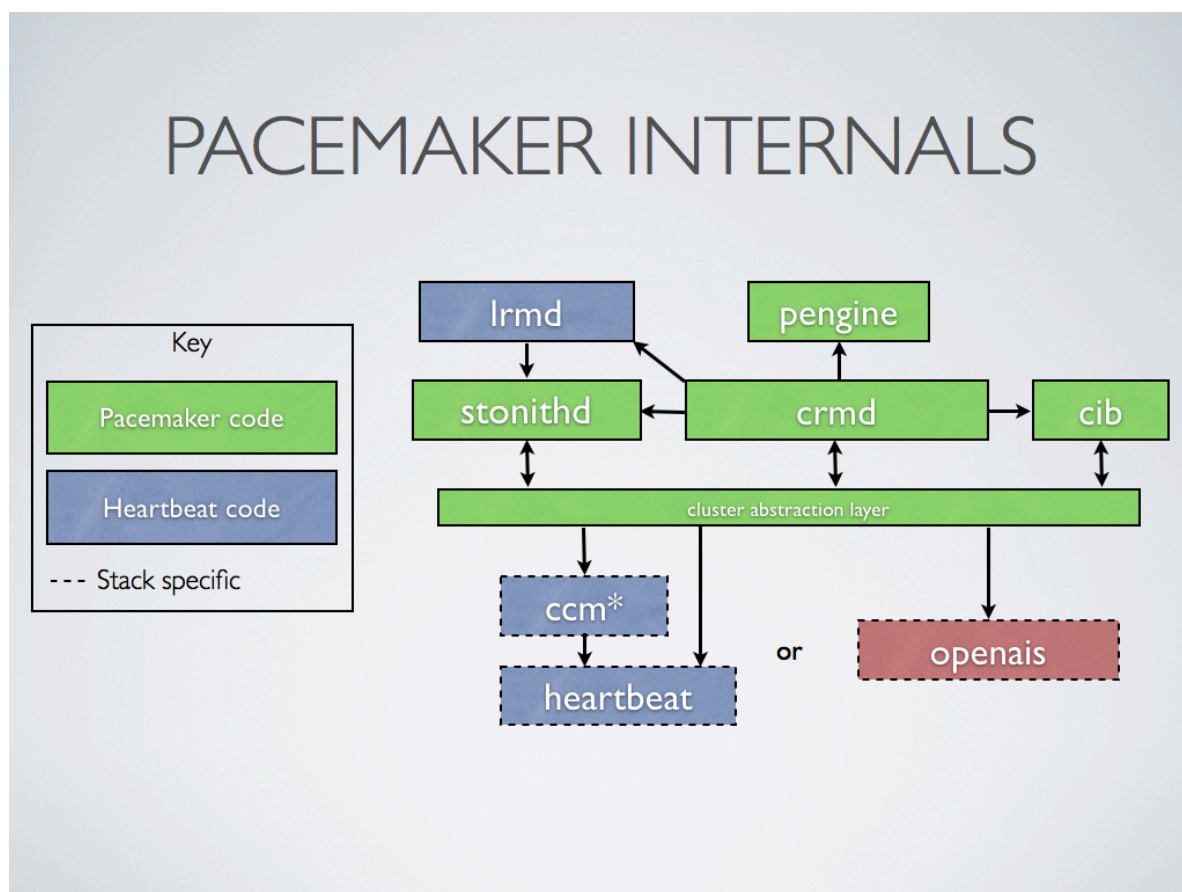 PACEMAKER INTERNALS
Key
Pacemaker code
Heartbeat code
--- Stack specific
lrmd
pengine
stonithd
crmd
cib
cluster abstraction layer
ccm*
heartbeat
or
openais